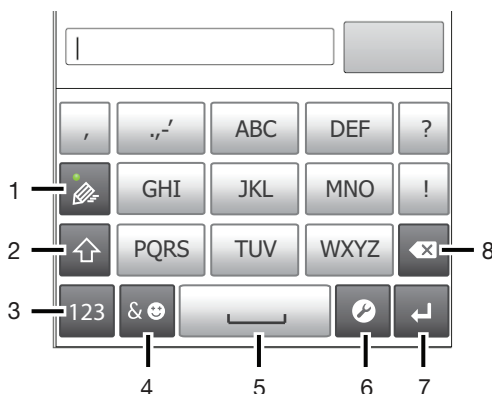 , .,-' ABC DEF ?
1 GHI JKL MNO !
2 PQRS TUV WXYZ 8
3 123 &
4 5 6 7